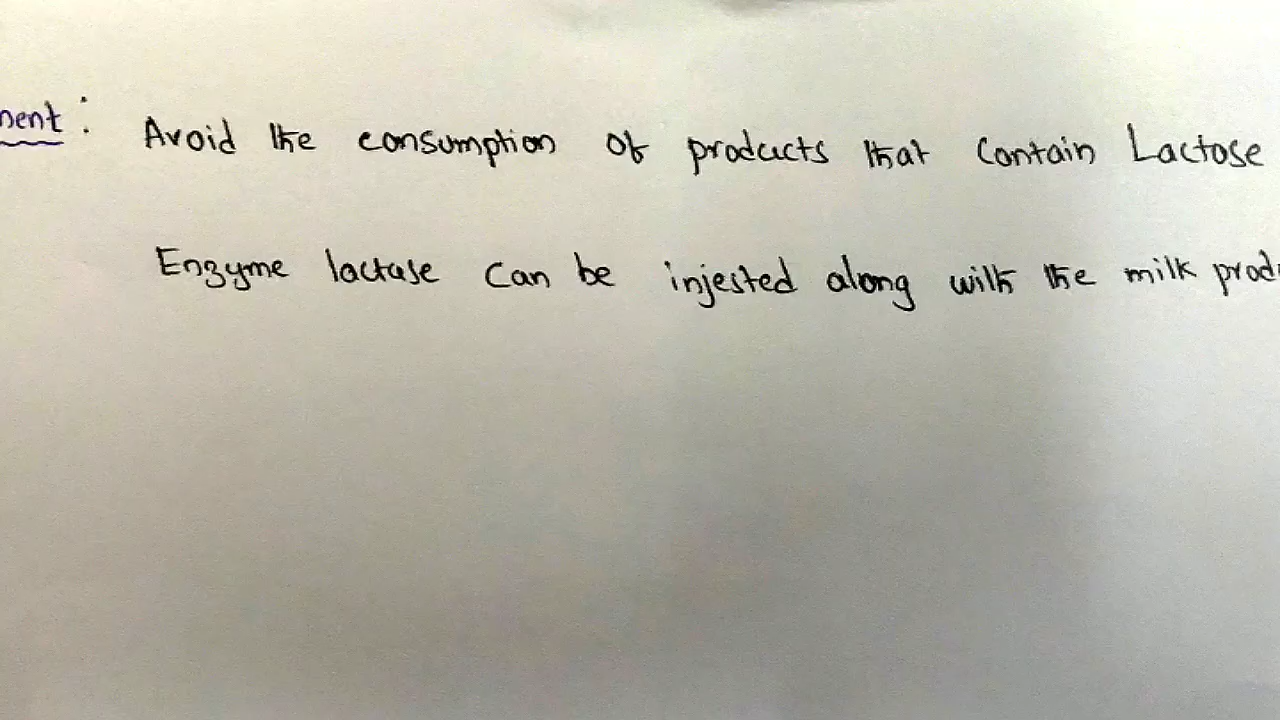 nent : Avoid the consumption of products that contain Lactose
Enzyme lactase can be injested along with the milk prod